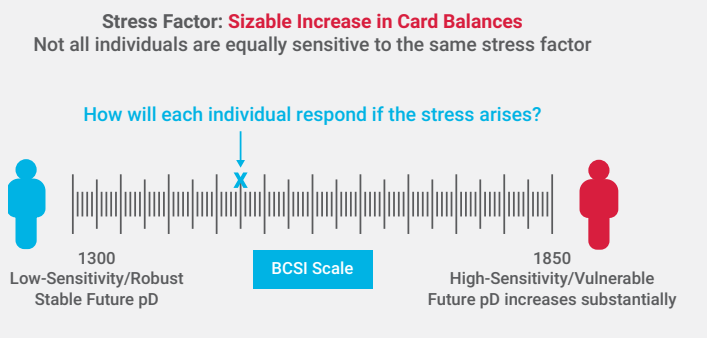 Stress Factor: Sizable Increase in Card Balances
Not all individuals are equally sensitive to the same stress factor
How will each individual respond if the stress arises?
X
1300
Low-Sensitivity/Robust
Stable Future pD
BCSI Scale
1850
High-Sensitivity/Vulnerable
Future pD increases substantially